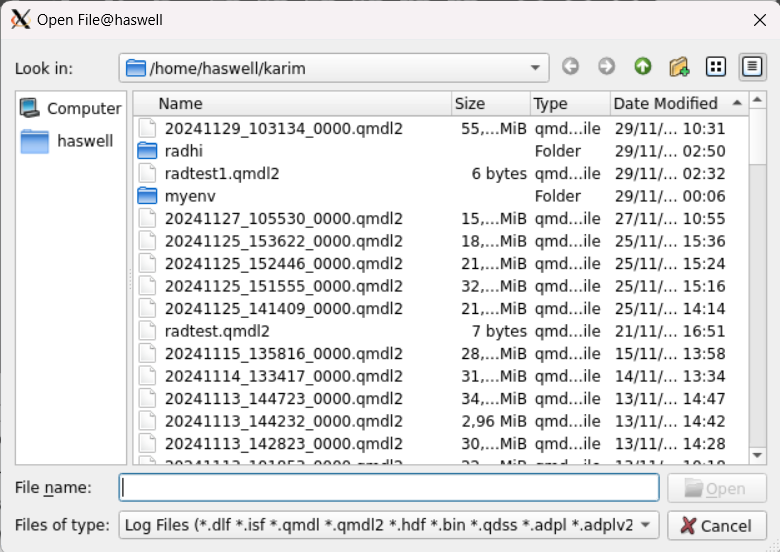 Open File@haswell
Look in: /home/haswell/karim
Computer
haswell
Name Size Type Date Modified
20241129_103134_0000.qmdl2 55,...MiB qmd...ile 29/11/... 10:31
radhi Folder 29/11/... 02:50
radtest1.qmdl2 6 bytes qmd...ile 29/11/... 02:32
myenv Folder 29/11/... 00:06
20241127_105530_0000.qmdl2 15,...MiB qmd...ile 27/11/... 10:55
20241125_153622_0000.qmdl2 18,...MiB qmd...ile 25/11/... 15:36
20241125_152446_0000.qmdl2 21,...MiB qmd...ile 25/11/... 15:24
20241125_151555_0000.qmdl2 32,...MiB qmd...ile 25/11/... 15:16
20241125_141409_0000.qmdl2 21,...MiB qmd...ile 25/11/... 14:14
radtest.qmdl2 7 bytes qmd...ile 21/11/... 16:51
20241115_135816_0000.qmdl2 28,...MiB qmd...ile 15/11/... 13:58
20241114_133417_0000.qmdl2 31,...MiB qmd...ile 14/11/... 13:34
20241113_144723_0000.qmdl2 34,...MiB qmd...ile 13/11/... 14:47
20241113_144232_0000.qmdl2 2,96 MiB qmd...ile 13/11/... 14:42
20241113_142823_0000.qmdl2 30,...MiB qmd...ile 13/11/... 14:28
File name: Open
Files of type: Log Files (*.dlf *.isf *.qmdl *.qmdl2 *.hdf *.bin *.qdss *.adpl *.adplv2 Cancel